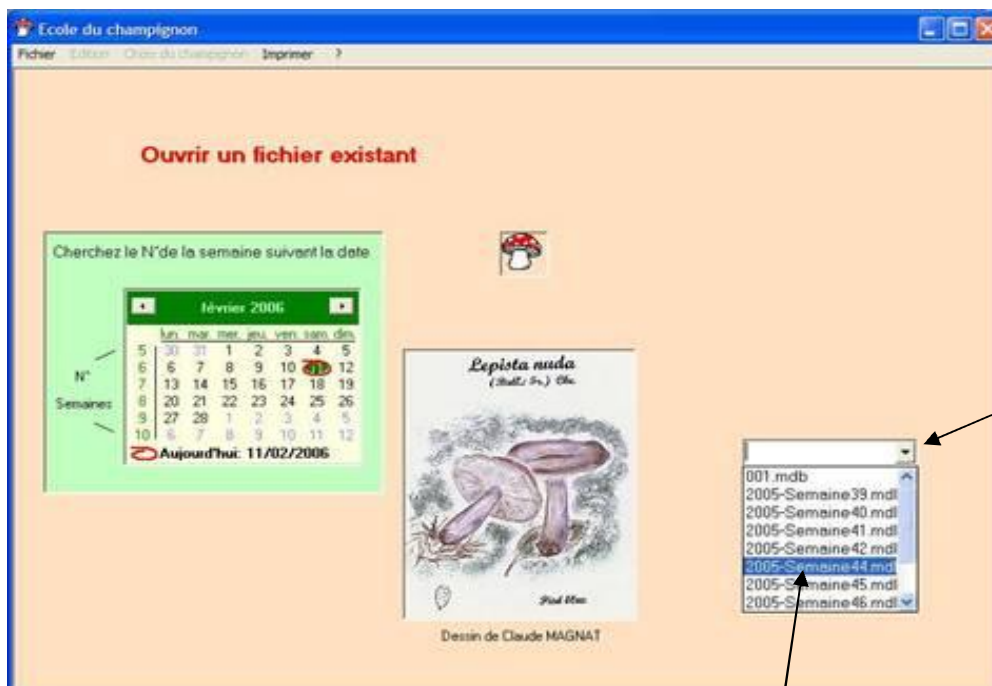 Ecole du champignon
Fichier Edition Choix du champignon Imprimer ?
Ouvrir un fichier existant
Cherchez le N°de la semaine suivant la date
février 2006
lun. mar. mer. jeu. ven. sam. dim.
5 30 31 1 2 3 4 5
6 6 7 8 9 10 11 12
7 13 14 15 16 17 18 19
8 20 21 22 23 24 25 26
9 27 28 1 2 3 4 5
10 6 7 8 9 10 11 12
N°
Semaines
Aujourd'hui: 11/02/2006
Lepista nuda
Pied bleu
Dessin de Claude MAGNAT
001.mdb
2005-Semaine39.mdl
2005-Semaine40.mdl
2005-Semaine41.mdl
2005-Semaine42.mdl
2005-Semaine44.mdl
2005-Semaine45.mdl
2005-Semaine46.mdl